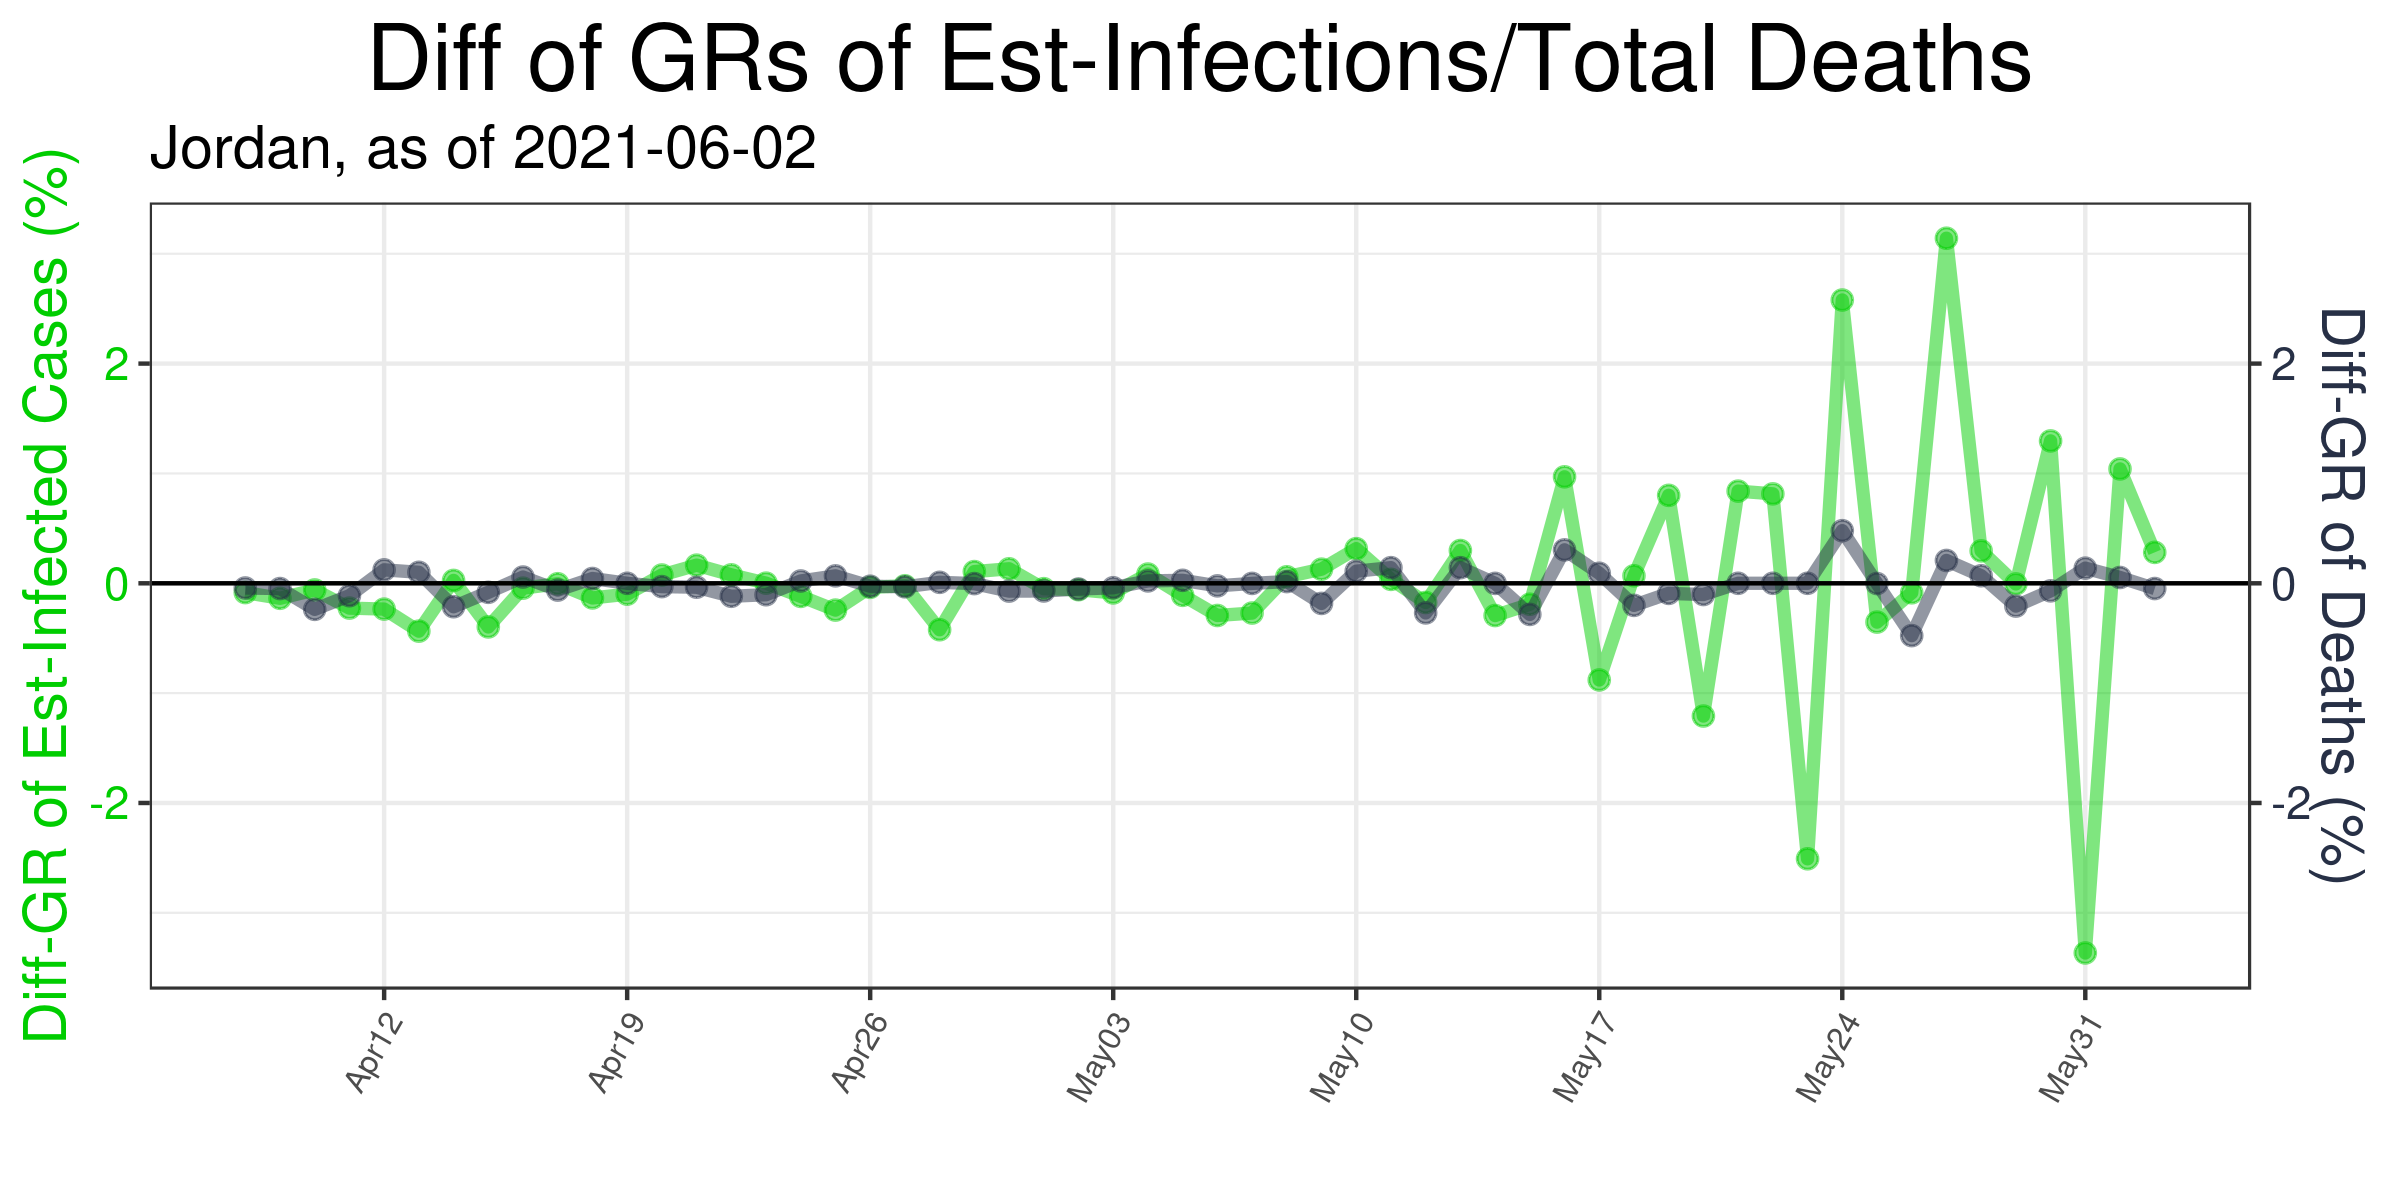 Diff of GRs of Est-Infections/Total Deaths
Jordan, as of 2021-06-02
Diff-GR of Est-Infected Cases (%)
2
0
-2
2
0
-2
Diff-GR of Deaths (%)
Apr12
Apr19
Apr26
May03
May10
May17
May24
May31